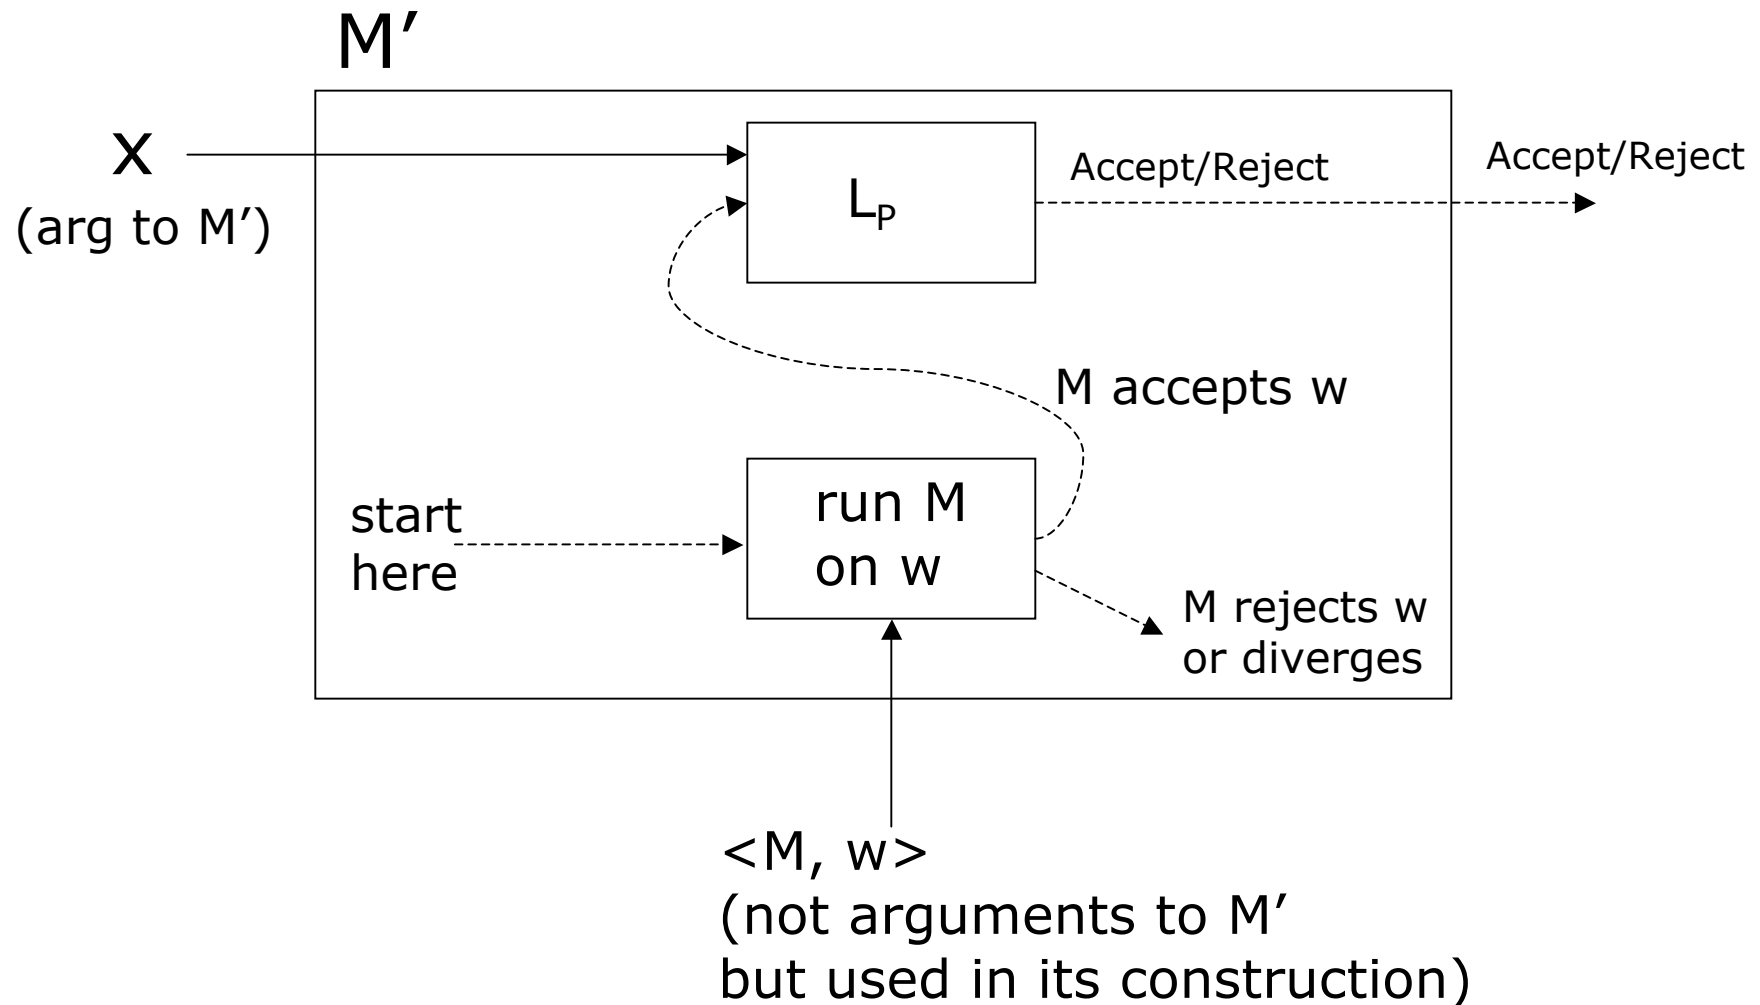 M′
x
(arg to M′)
L_P
Accept/Reject
Accept/Reject
M accepts w
start
here
run M
on w
M rejects w
or diverges
<M, w>
(not arguments to M′
but used in its construction)